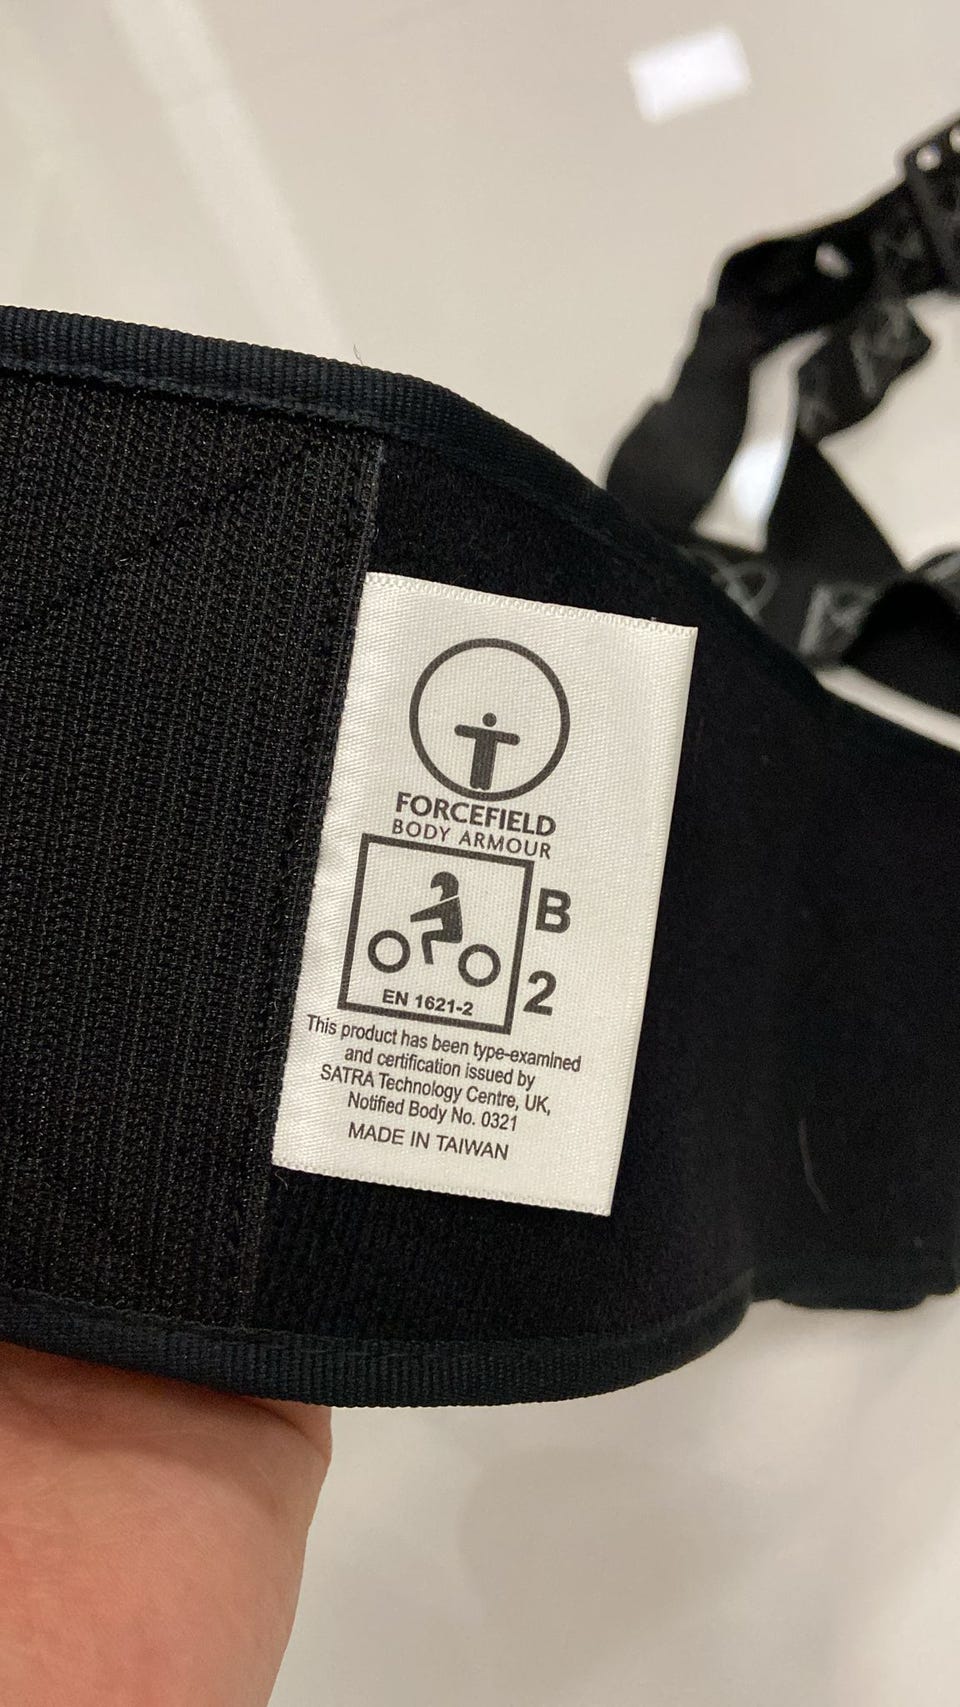 FORCEFIELD
BODY ARMOUR
B
2
EN 1621-2
This product has been type-examined
and certification issued by
SATRA Technology Centre, UK,
Notified Body No. 0321
MADE IN TAIWAN